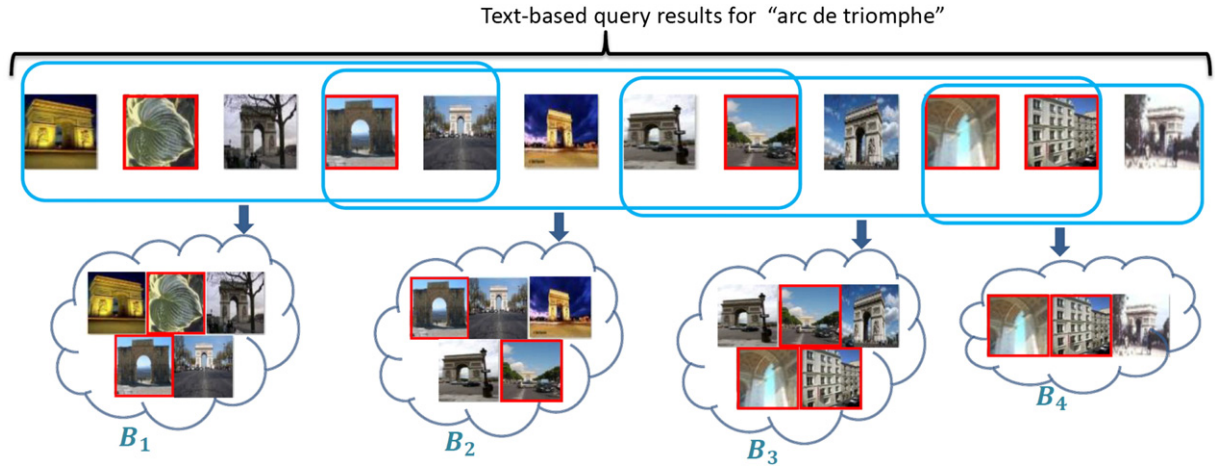 Text-based query results for “arc de triomphe”
B₁
B₂
B₃
B₄